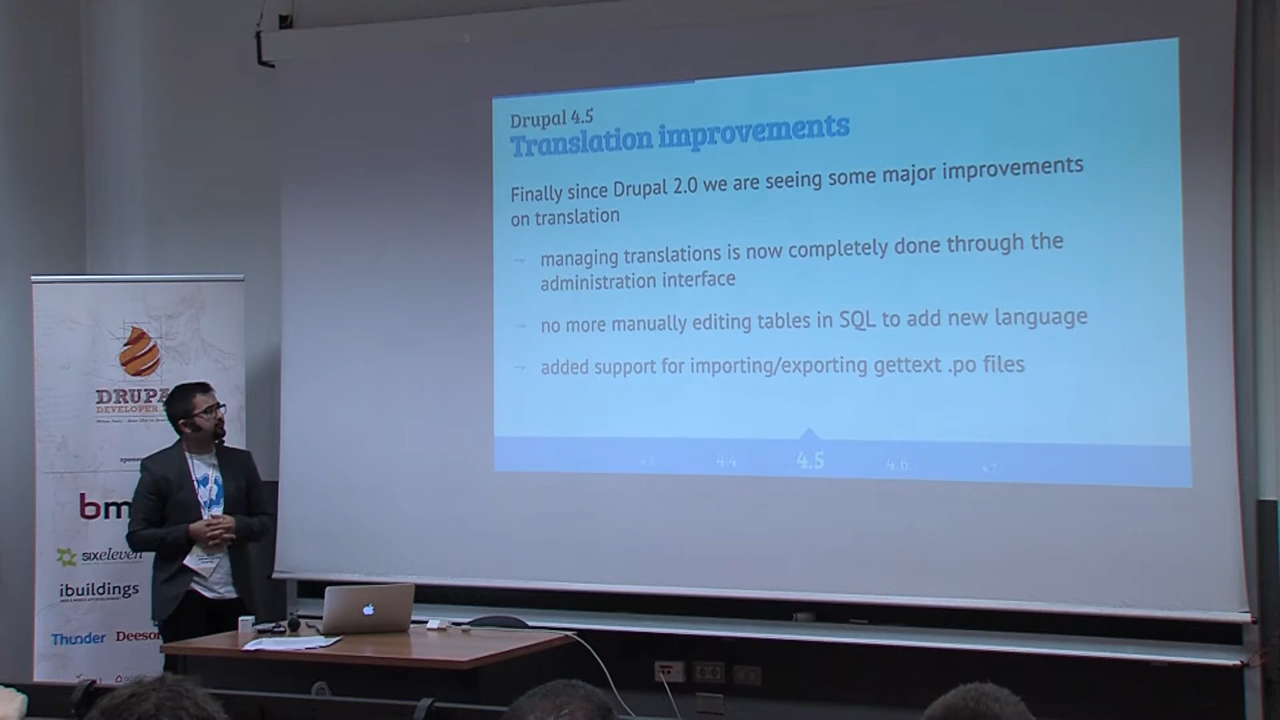 Drupal 4.5
Translation improvements
Finally since Drupal 2.0 we are seeing some major improvements
on translation
→ managing translations is now completely done through the
administration interface
→ no more manually editing tables in SQL to add new language
→ added support for importing/exporting gettext .po files
4.4
4.5
4.6
4.7
DRUPA
DEVELOPER
bm
sixeleven
ibuildings
Thunder
Deeson